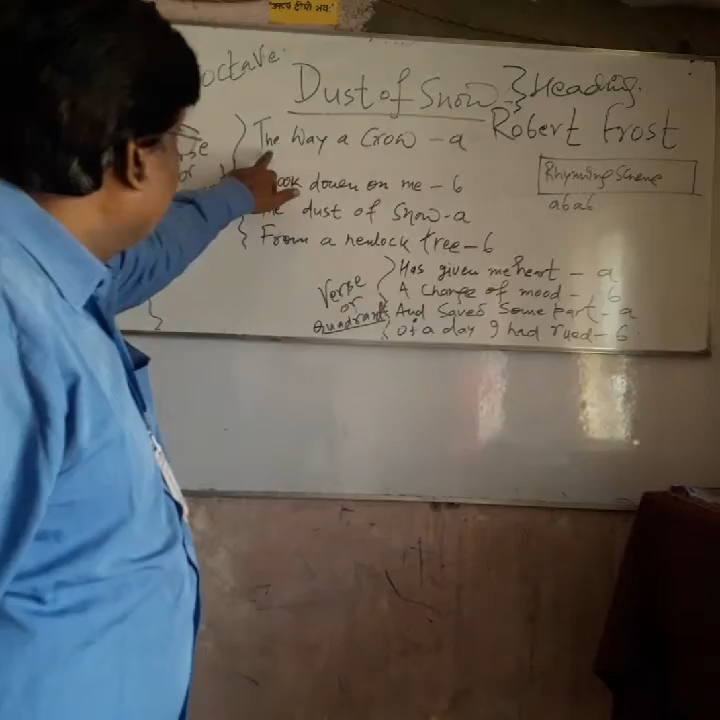 octave.
Dust of Snow } Heading.
Robert Frost
The Way a Crow - a
ook down on me - b
dust of Snow - a
From a hemlock tree - b
Rhyming Scheme
abab
Verse
or
Quadrant
Has given me heart - a
A change of mood - b
And Saved Some part - a
of a day I had rued - b